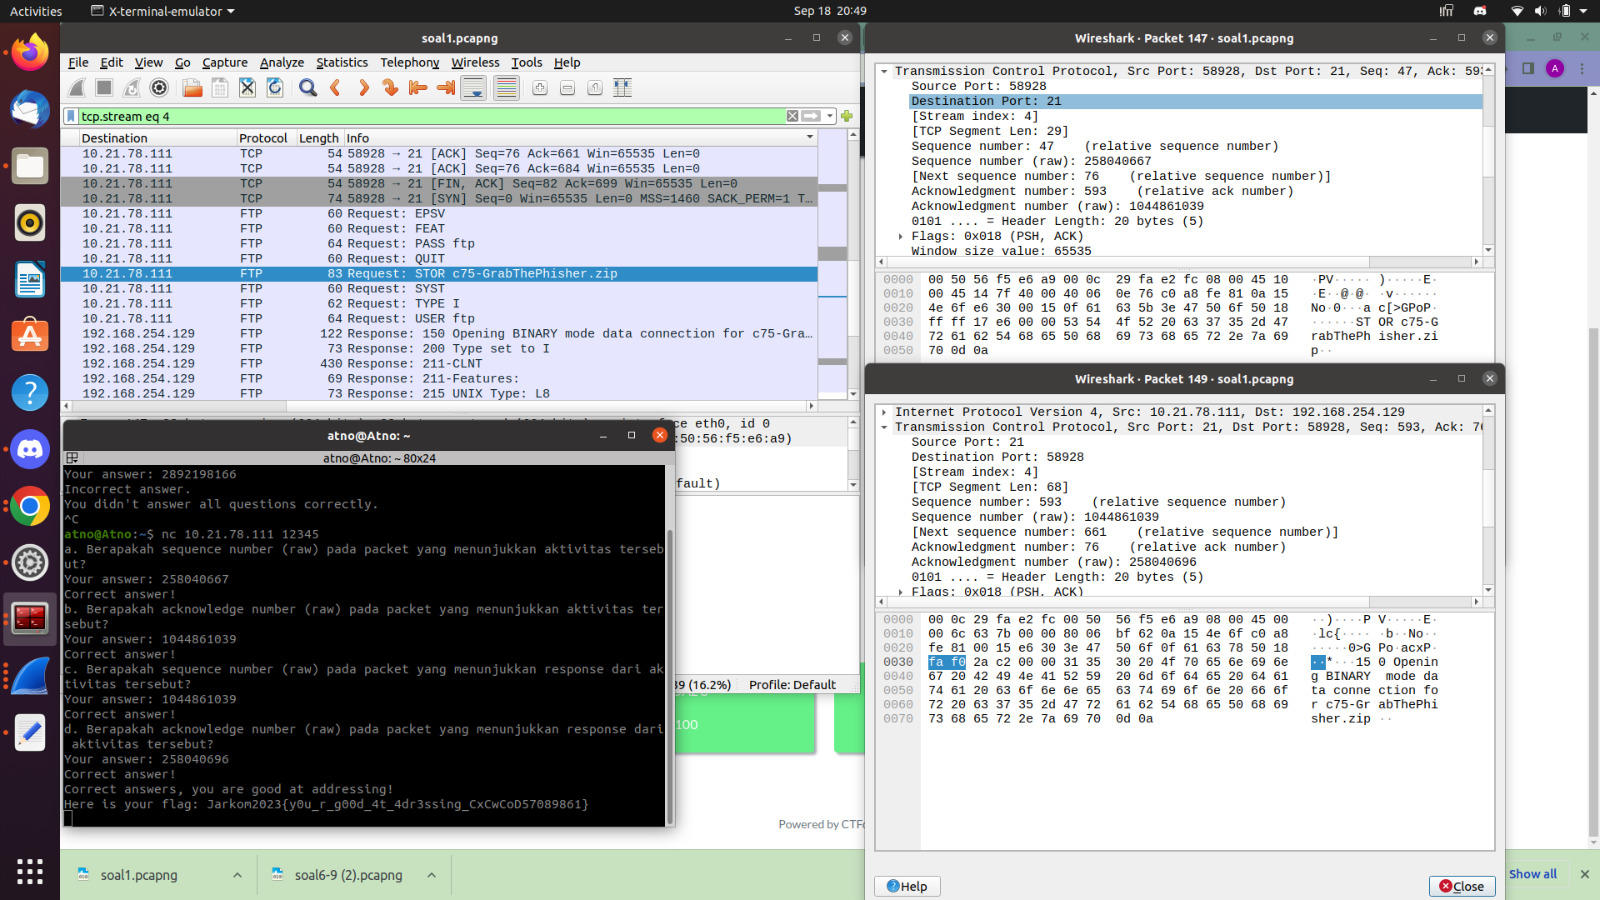 Activities
X-terminal-emulator
Sep 18 20:49
soal1.pcapng
File Edit View Go Capture Analyze Statistics Telephony Wireless Tools Help
tcp.stream eq 4
Destination Protocol Length Info
10.21.78.111 TCP 54 58928 → 21 [ACK] Seq=76 Ack=661 Win=65535 Len=0
10.21.78.111 TCP 54 58928 → 21 [ACK] Seq=76 Ack=684 Win=65535 Len=0
10.21.78.111 TCP 54 58928 → 21 [FIN, ACK] Seq=82 Ack=699 Win=65535 Len=0
10.21.78.111 TCP 74 58928 → 21 [SYN] Seq=0 Win=65535 Len=0 MSS=1460 SACK_PERM=1 T…
10.21.78.111 FTP 60 Request: EPSV
10.21.78.111 FTP 60 Request: FEAT
10.21.78.111 FTP 64 Request: PASS ftp
10.21.78.111 FTP 60 Request: QUIT
10.21.78.111 FTP 83 Request: STOR c75-GrabThePhisher.zip
10.21.78.111 FTP 60 Request: SYST
10.21.78.111 FTP 62 Request: TYPE I
10.21.78.111 FTP 64 Request: USER ftp
192.168.254.129 FTP 122 Response: 150 Opening BINARY mode data connection for c75-Gra…
192.168.254.129 FTP 73 Response: 200 Type set to I
192.168.254.129 FTP 430 Response: 211-CLNT
192.168.254.129 FTP 69 Response: 211-Features:
192.168.254.129 FTP 73 Response: 215 UNIX Type: L8
ce eth0, id 0
:50:56:f5:e6:a9)
fault)
39 (16.2%) Profile: Default
atno@Atno: ~
atno@Atno: ~ 80x24
Your answer: 2892198166
Incorrect answer.
You didn't answer all questions correctly.
^C
atno@Atno:~$ nc 10.21.78.111 12345
a. Berapakah sequence number (raw) pada packet yang menunjukkan aktivitas terseb
ut?
Your answer: 258040667
Correct answer!
b. Berapakah acknowledge number (raw) pada packet yang menunjukkan aktivitas ter
sebut?
Your answer: 1044861039
Correct answer!
c. Berapakah sequence number (raw) pada packet yang menunjukkan response dari ak
tivitas tersebut?
Your answer: 1044861039
Correct answer!
d. Berapakah acknowledge number (raw) pada packet yang menunjukkan response dari
 aktivitas tersebut?
Your answer: 258040696
Correct answer!
Correct answers, you are good at addressing!
Here is your flag: Jarkom2023{y0u_r_g00d_4t_4dr3ssing_CxCwCoD57089861}
100
Powered by CTF
Wireshark · Packet 147 · soal1.pcapng
Transmission Control Protocol, Src Port: 58928, Dst Port: 21, Seq: 47, Ack: 593
Source Port: 58928
Destination Port: 21
[Stream index: 4]
[TCP Segment Len: 29]
Sequence number: 47 (relative sequence number)
Sequence number (raw): 258040667
[Next sequence number: 76 (relative sequence number)]
Acknowledgment number: 593 (relative ack number)
Acknowledgment number (raw): 1044861039
0101 .... = Header Length: 20 bytes (5)
Flags: 0x018 (PSH, ACK)
Window size value: 65535
0000 00 50 56 f5 e6 a9 00 0c 29 fa e2 fc 08 00 45 10 ·PV····· )·····E·
0010 00 45 14 7f 40 00 40 06 0e 76 c0 a8 fe 81 0a 15 ·E··@·@· ·v······
0020 4e 6f e6 30 00 15 0f 61 63 5b 3e 47 50 6f 50 18 No·0···a c[>GPoP·
0030 ff ff 17 e6 00 00 53 54 4f 52 20 63 37 35 2d 47 ······ST OR c75-G
0040 72 61 62 54 68 65 50 68 69 73 68 65 72 2e 7a 69 rabThePh isher.zi
0050 70 0d 0a p··
Wireshark · Packet 149 · soal1.pcapng
Internet Protocol Version 4, Src: 10.21.78.111, Dst: 192.168.254.129
Transmission Control Protocol, Src Port: 21, Dst Port: 58928, Seq: 593, Ack: 76
Source Port: 21
Destination Port: 58928
[Stream index: 4]
[TCP Segment Len: 68]
Sequence number: 593 (relative sequence number)
Sequence number (raw): 1044861039
[Next sequence number: 661 (relative sequence number)]
Acknowledgment number: 76 (relative ack number)
Acknowledgment number (raw): 258040696
0101 .... = Header Length: 20 bytes (5)
Flags: 0x018 (PSH, ACK)
0000 00 0c 29 fa e2 fc 00 50 56 f5 e6 a9 08 00 45 00 ··)····P V·····E·
0010 00 6c 63 7b 00 00 80 06 bf 62 0a 15 4e 6f c0 a8 ·lc{···· ·b··No··
0020 fe 81 00 15 e6 30 3e 47 50 6f 0f 61 63 78 50 18 ·····0>G Po·acxP·
0030 fa f0 2a c2 00 00 31 35 30 20 4f 70 65 6e 69 6e ··*···15 0 Openin
0040 67 20 42 49 4e 41 52 59 20 6d 6f 64 65 20 64 61 g BINARY mode da
0050 74 61 20 63 6f 6e 6e 65 63 74 69 6f 6e 20 66 6f ta conne ction fo
0060 72 20 63 37 35 2d 47 72 61 62 54 68 65 50 68 69 r c75-Gr abThePhi
0070 73 68 65 72 2e 7a 69 70 0d 0a sher.zip ··
Help
Close
A
soal1.pcapng
soal6-9 (2).pcapng
Show all